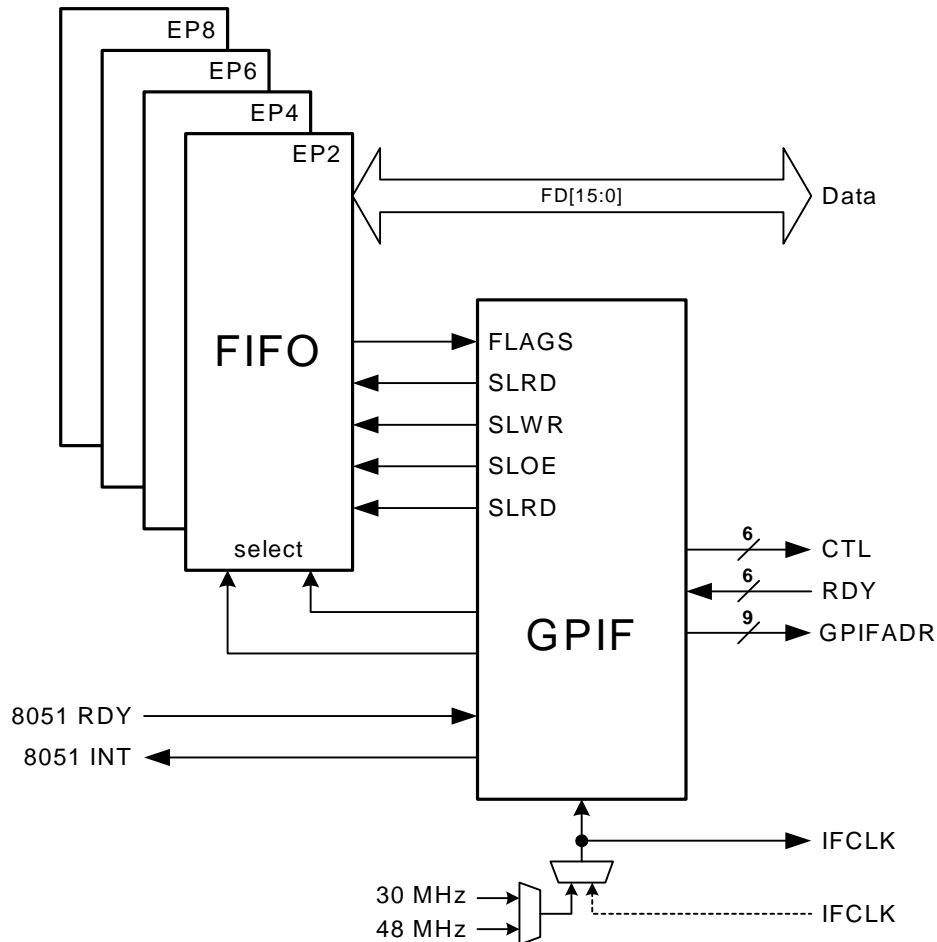 EP8
EP6
EP4
EP2
FD[15:0]
Data
FIFO
FLAGS
SLRD
SLWR
SLOE
SLRD
select
GPIF
6
CTL
6
RDY
9
GPIFADR
8051 RDY
8051 INT
IFCLK
30 MHz
48 MHz
IFCLK